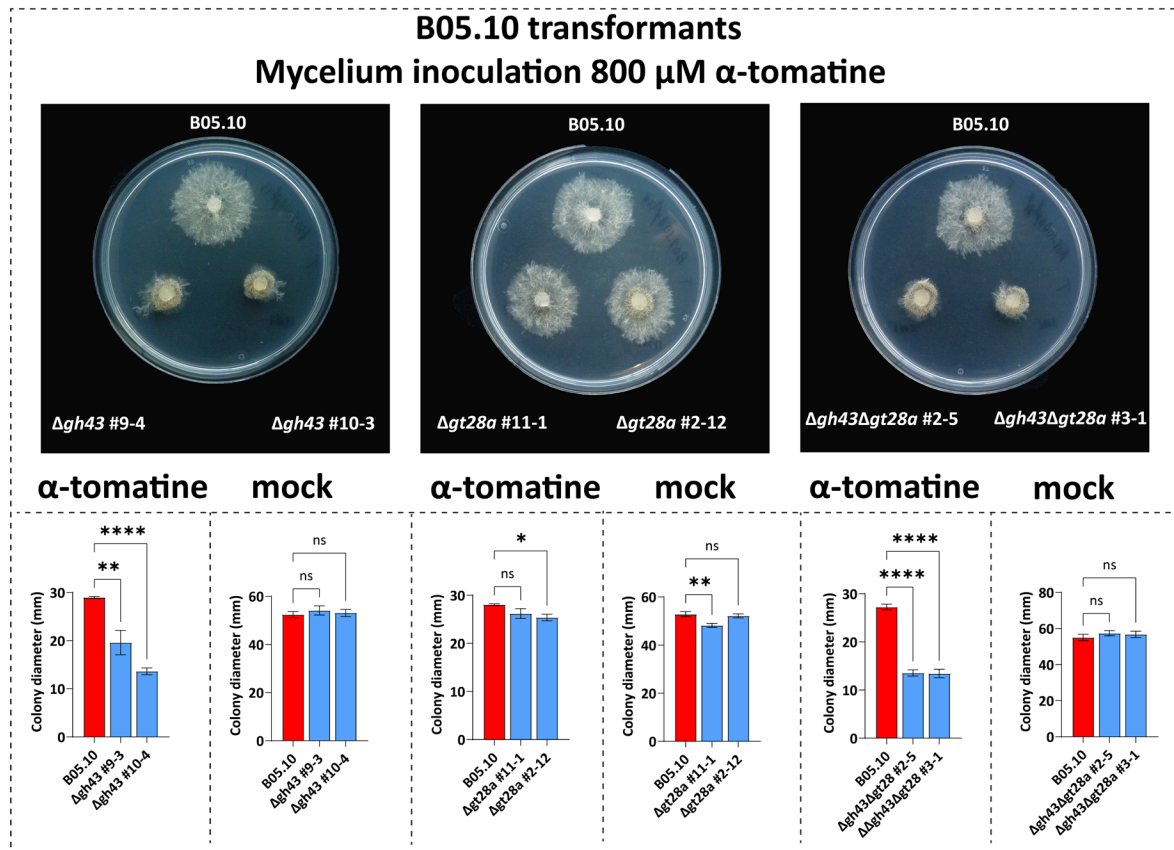 B05.10 transformants
Mycelium inoculation 800 µM α-tomatine
B05.10
Δgh43 #9-4
Δgh43 #10-3
B05.10
Δgt28a #11-1
Δgt28a #2-12
B05.10
Δgh43Δgt28a #2-5
Δgh43Δgt28a #3-1
α-tomatine
mock
α-tomatine
mock
α-tomatine
mock
Colony diameter (mm)
30
20
10
0
****
**
B05.10
Δgh43 #9-3
Δgh43 #10-4
Colony diameter (mm)
60
40
20
0
ns
ns
B05.10
Δgh43 #9-3
Δgh43 #10-4
Colony diameter (mm)
30
20
10
0
*
ns
B05.10
Δgt28a #11-1
Δgt28a #2-12
Colony diameter (mm)
60
40
20
0
ns
**
B05.10
Δgt28a #11-1
Δgt28a #2-12
Colony diameter (mm)
30
20
10
0
****
****
B05.10
Δgh43Δgt28 #2-5
ΔΔgh43Δgt28 #3-1
Colony diameter (mm)
80
60
40
20
0
ns
ns
B05.10
Δgh43Δgt28a #2-5
Δgh43Δgt28a #3-1